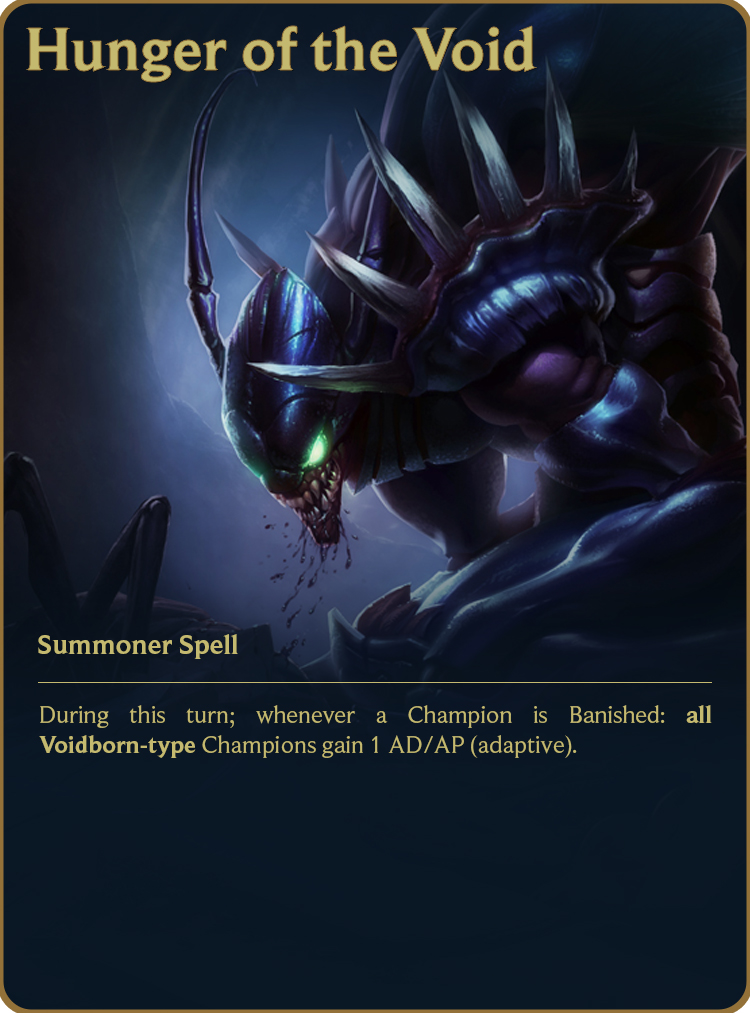 Hunger of the Void
Summoner Spell
During this turn; whenever a Champion is Banished: all
Voidborn-type Champions gain 1 AD/AP (adaptive).